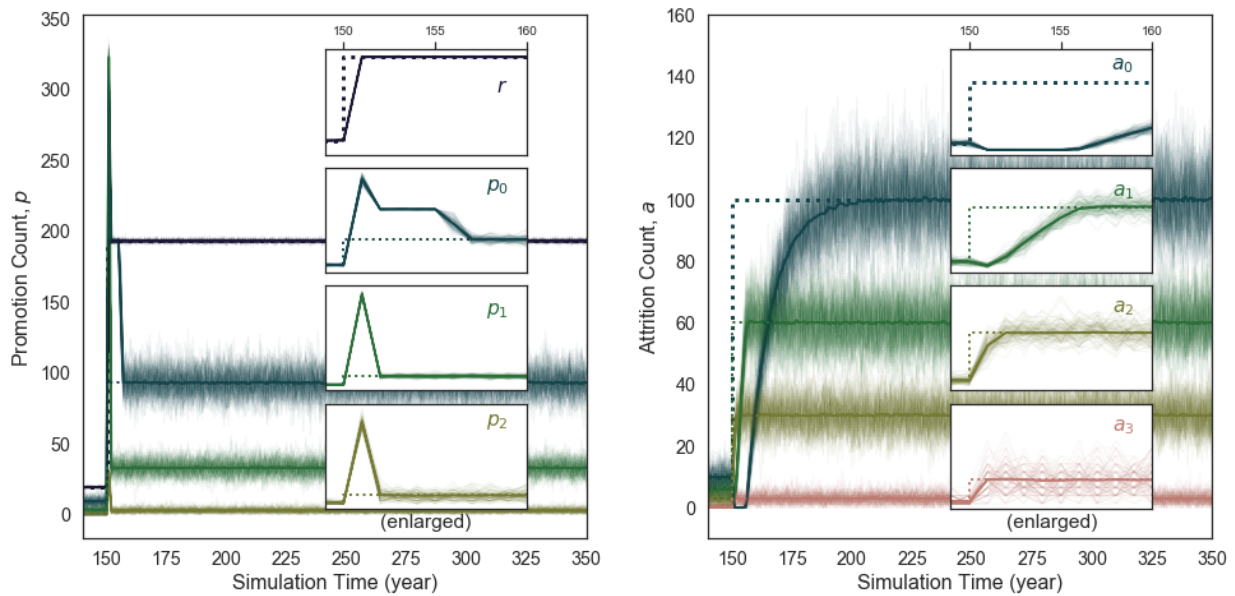 350
300
250
200
150
100
50
0
Promotion Count, p
150 155 160
r
p₀
p₁
p₂
(enlarged)
150 175 200 225 250 275 300 325 350
Simulation Time (year)
160
140
120
100
80
60
40
20
0
Attrition Count, a
150 155 160
a₀
a₁
a₂
a₃
(enlarged)
150 175 200 225 250 275 300 325 350
Simulation Time (year)